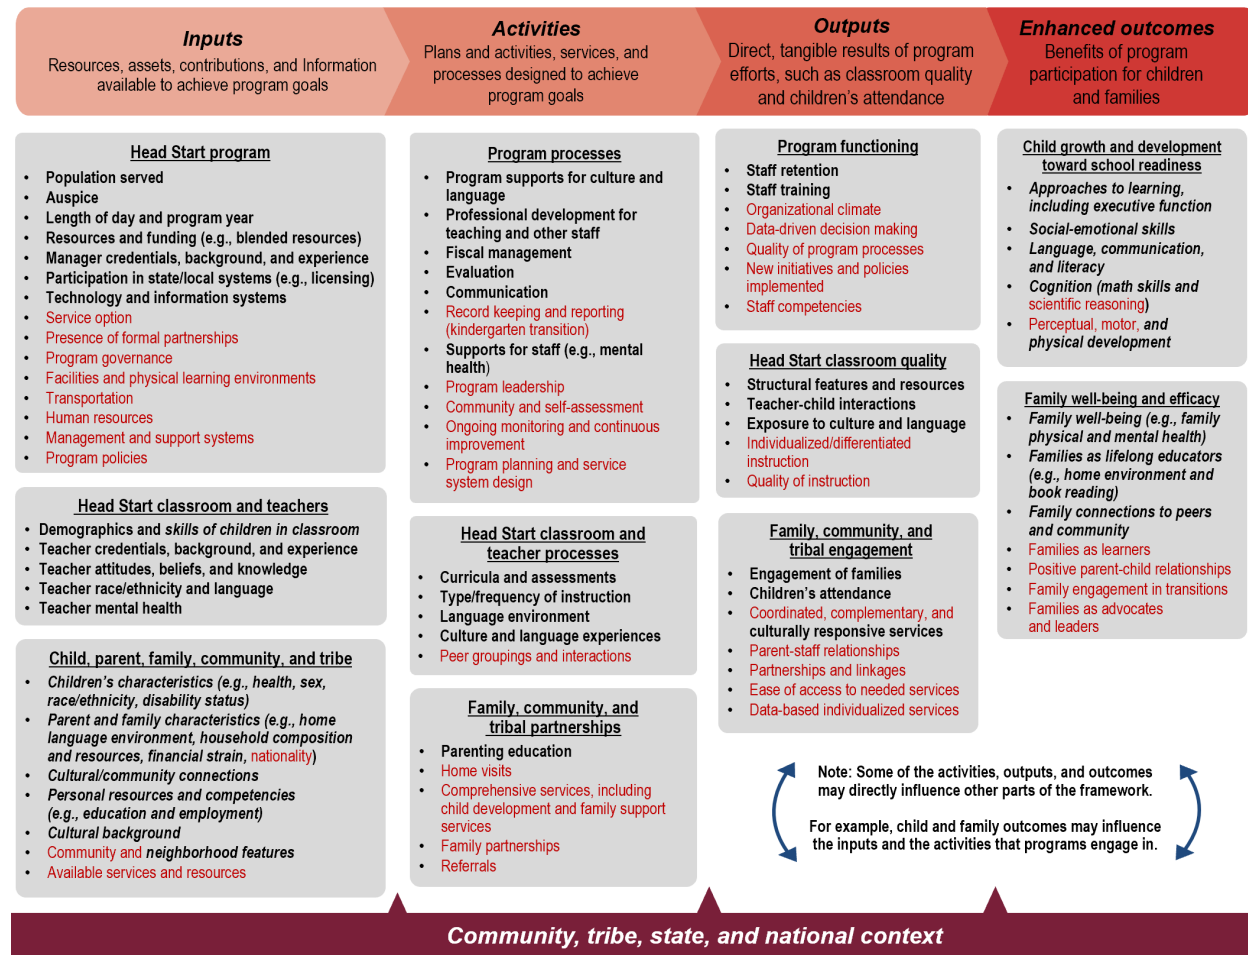 Inputs
Resources, assets, contributions, and Information
available to achieve program goals
Activities
Plans and activities, services, and
processes designed to achieve
program goals
Outputs
Direct, tangible results of program
efforts, such as classroom quality
and children’s attendance
Enhanced outcomes
Benefits of program
participation for children
and families
Head Start program
• Population served
• Auspice
• Length of day and program year
• Resources and funding (e.g., blended resources)
• Manager credentials, background, and experience
• Participation in state/local systems (e.g., licensing)
• Technology and information systems
• Service option
• Presence of formal partnerships
• Program governance
• Facilities and physical learning environments
• Transportation
• Human resources
• Management and support systems
• Program policies
Head Start classroom and teachers
• Demographics and skills of children in classroom
• Teacher credentials, background, and experience
• Teacher attitudes, beliefs, and knowledge
• Teacher race/ethnicity and language
• Teacher mental health
Child, parent, family, community, and tribe
• Children’s characteristics (e.g., health, sex,
race/ethnicity, disability status)
• Parent and family characteristics (e.g., home
language environment, household composition
and resources, financial strain, nationality)
• Cultural/community connections
• Personal resources and competencies
(e.g., education and employment)
• Cultural background
• Community and neighborhood features
• Available services and resources
Program processes
• Program supports for culture and
language
• Professional development for
teaching and other staff
• Fiscal management
• Evaluation
• Communication
• Record keeping and reporting
(kindergarten transition)
• Supports for staff (e.g., mental
health)
• Program leadership
• Community and self-assessment
• Ongoing monitoring and continuous
improvement
• Program planning and service
system design
Head Start classroom and
teacher processes
• Curricula and assessments
• Type/frequency of instruction
• Language environment
• Culture and language experiences
• Peer groupings and interactions
Family, community, and
tribal partnerships
• Parenting education
• Home visits
• Comprehensive services, including
child development and family support
services
• Family partnerships
• Referrals
Program functioning
• Staff retention
• Staff training
• Organizational climate
• Data-driven decision making
• Quality of program processes
• New initiatives and policies
implemented
• Staff competencies
Head Start classroom quality
• Structural features and resources
• Teacher-child interactions
• Exposure to culture and language
• Individualized/differentiated
instruction
• Quality of instruction
Family, community, and
tribal engagement
• Engagement of families
• Children’s attendance
• Coordinated, complementary, and
culturally responsive services
• Parent-staff relationships
• Partnerships and linkages
• Ease of access to needed services
• Data-based individualized services
Child growth and development
toward school readiness
• Approaches to learning,
including executive function
• Social-emotional skills
• Language, communication,
and literacy
• Cognition (math skills and
scientific reasoning)
• Perceptual, motor, and
physical development
Family well-being and efficacy
• Family well-being (e.g., family
physical and mental health)
• Families as lifelong educators
(e.g., home environment and
book reading)
• Family connections to peers
and community
• Families as learners
• Positive parent-child relationships
• Family engagement in transitions
• Families as advocates
and leaders
Note: Some of the activities, outputs, and outcomes
may directly influence other parts of the framework.
For example, child and family outcomes may influence
the inputs and the activities that programs engage in.
Community, tribe, state, and national context